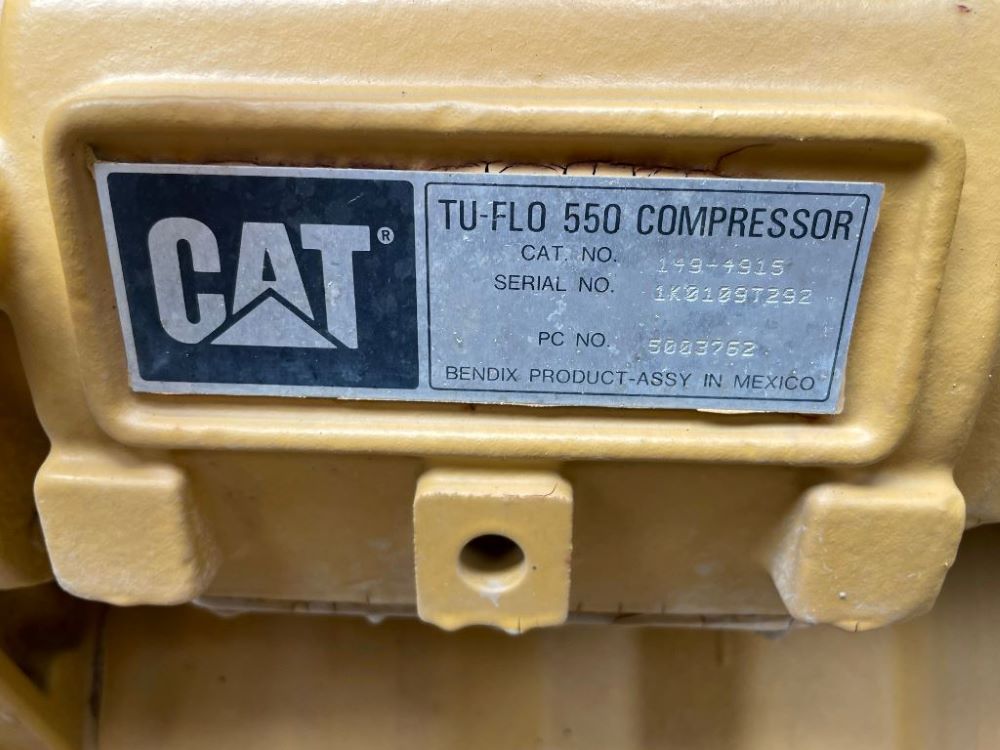 CAT®
TU-FLO 550 COMPRESSOR
CAT. NO. 149-4915
SERIAL NO. 1K0109T292
PC NO. 5003762
BENDIX PRODUCT-ASSY IN MEXICO